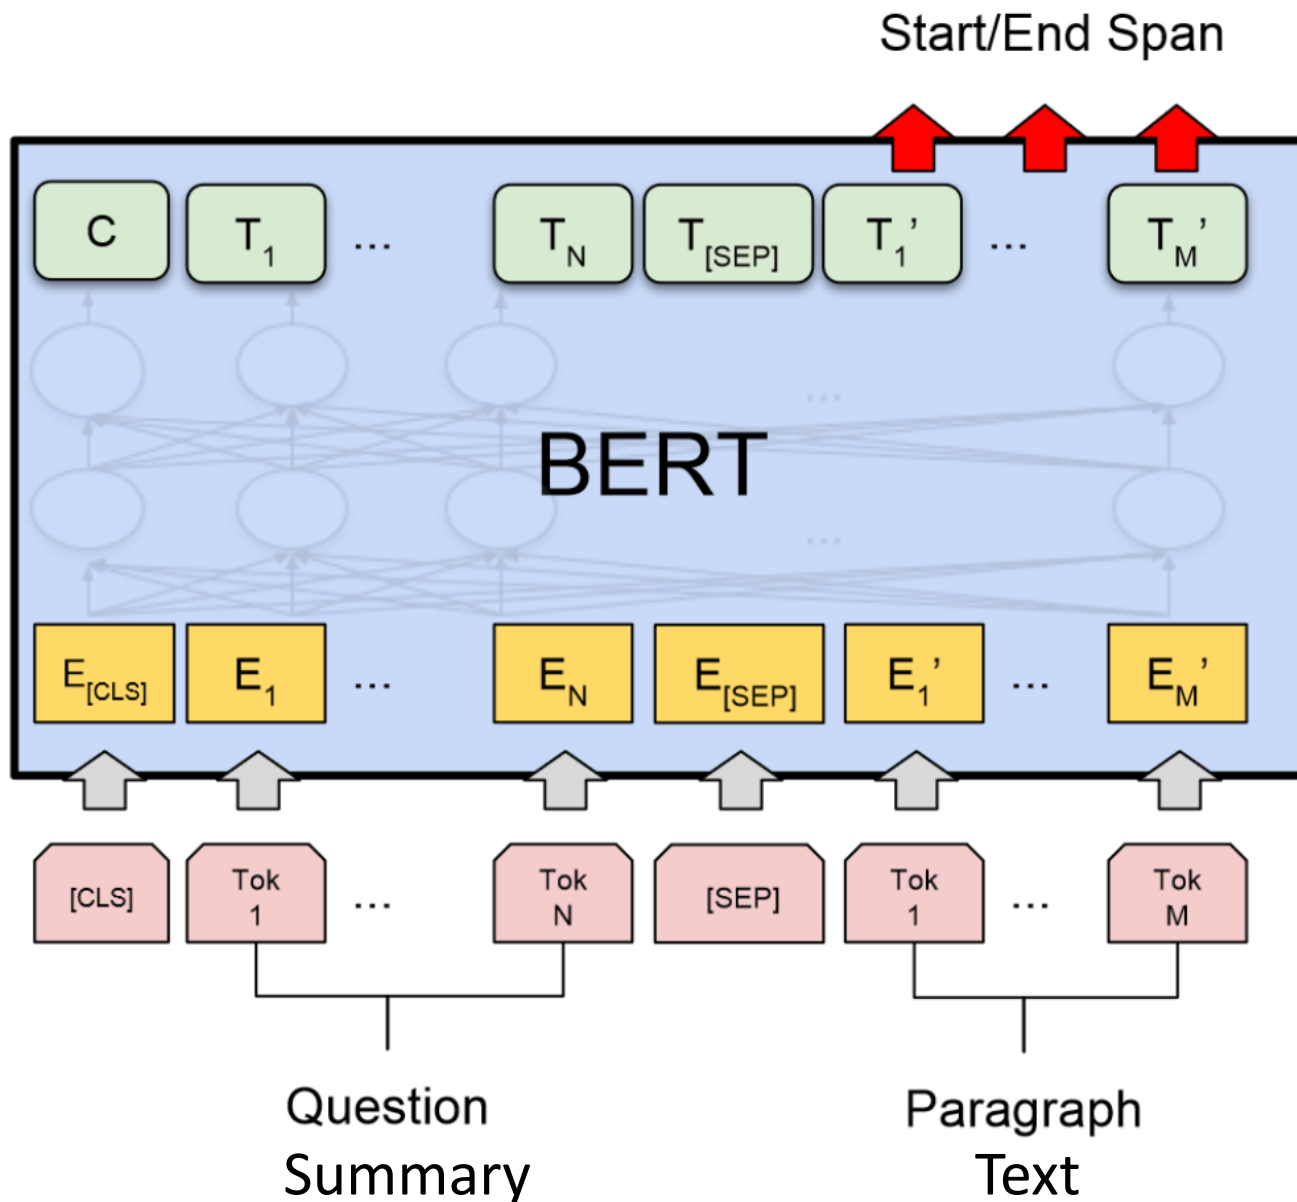 Start/End Span
C T1 ... TN T[SEP] T1’ ... TM’
...
BERT
...
E[CLS] E1 ... EN E[SEP] E1’ ... EM’
[CLS] Tok 1 ... Tok N [SEP] Tok 1 ... Tok M
Question Paragraph
Summary Text